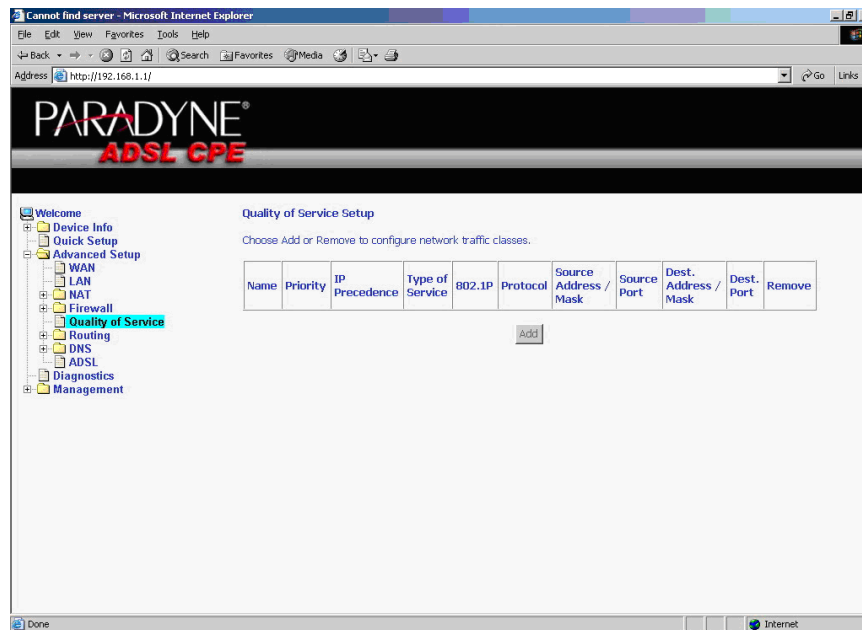 Cannot find server - Microsoft Internet Explorer
File Edit View Favorites Tools Help
Back Search Favorites Media
Address http://192.168.1.1/ Go Links
PARADYNE®
ADSL CPE
Welcome
Device Info
Quick Setup
Advanced Setup
WAN
LAN
NAT
Firewall
Quality of Service
Routing
DNS
ADSL
Diagnostics
Management
Quality of Service Setup
Choose Add or Remove to configure network traffic classes.
Name Priority IP Precedence Type of Service 802.1P Protocol Source Address / Mask Source Port Dest. Address / Mask Dest. Port Remove
Add
Done Internet